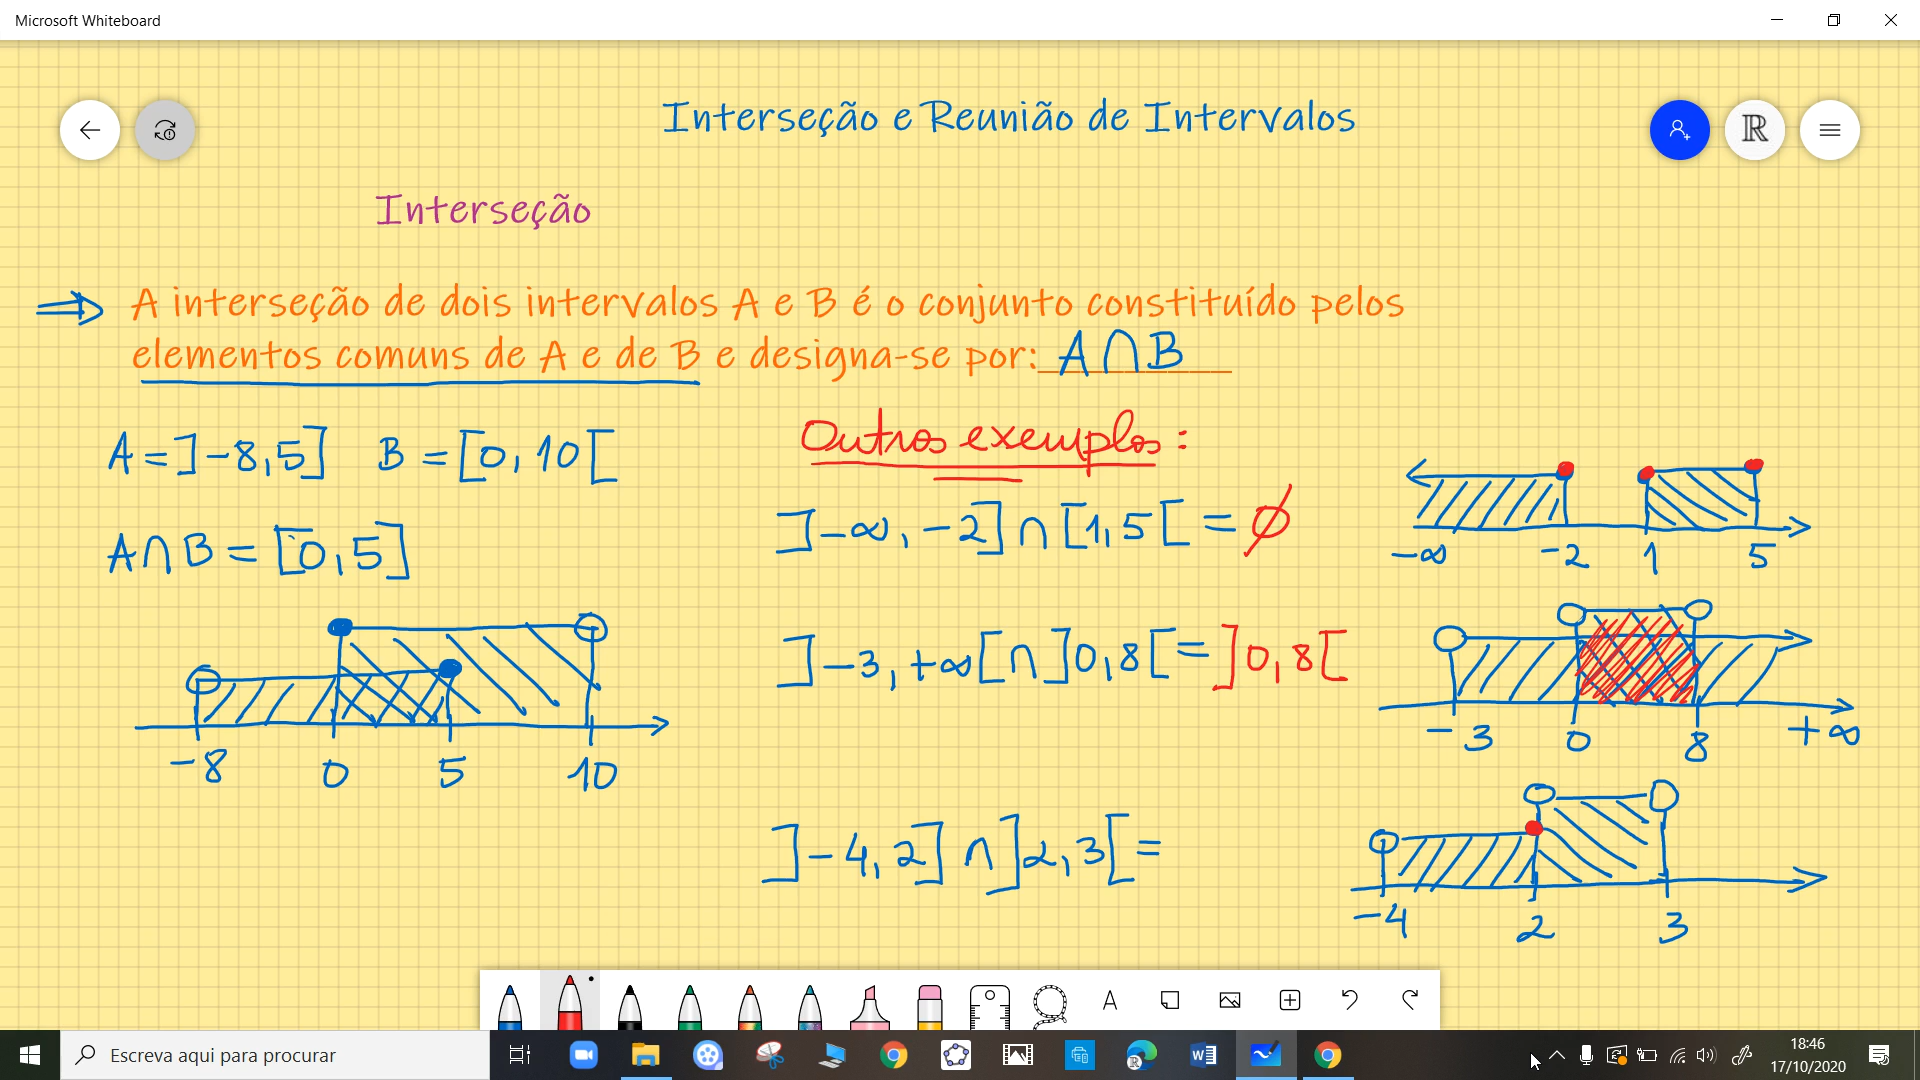 Microsoft Whiteboard
Interseção e Reunião de Intervalos
ℝ
Interseção
⇒ A interseção de dois intervalos A e B é o conjunto constituído pelos
elementos comuns de A e de B e designa-se por: A∩B
A = ]-8,5] B = [0, 10[
A∩B = [0,5]
-8 0 5 10
Outros exemplos:
]-∞, -2] ∩ [1,5[ = ∅
-∞ -2 1 5
]-3, +∞[ ∩ ]0,8[ = ]0,8[
-3 0 8 +∞
]-4,2] ∩ ]2,3[ =
-4 2 3
A
Escreva aqui para procurar
18:46
17/10/2020